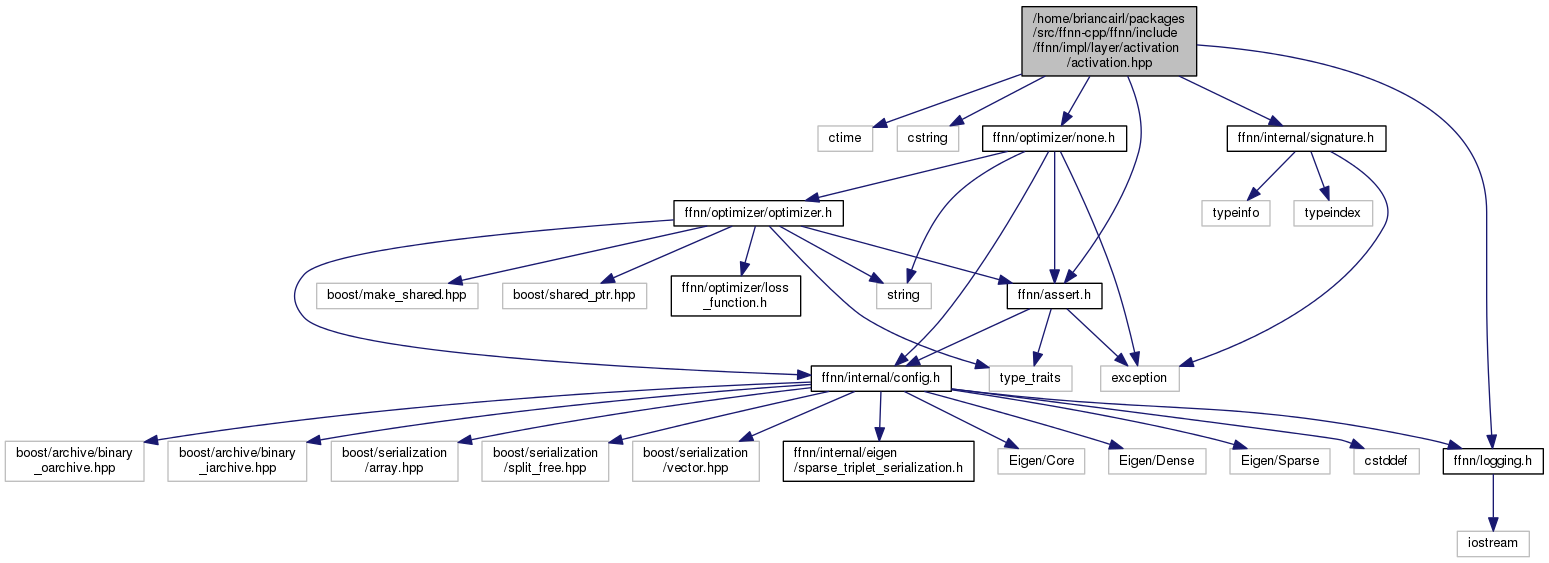 /home/briancairl/packages
/src/ffnn-cpp/ffnn/include
/ffnn/impl/layer/activation
/activation.hpp
ctime
cstring
ffnn/optimizer/none.h
ffnn/internal/signature.h
ffnn/optimizer/optimizer.h
typeinfo
typeindex
boost/make_shared.hpp
boost/shared_ptr.hpp
ffnn/optimizer/loss
_function.h
string
ffnn/assert.h
ffnn/internal/config.h
type_traits
exception
boost/archive/binary
_oarchive.hpp
boost/archive/binary
_iarchive.hpp
boost/serialization
/array.hpp
boost/serialization
/split_free.hpp
boost/serialization
/vector.hpp
ffnn/internal/eigen
/sparse_triplet_serialization.h
Eigen/Core
Eigen/Dense
Eigen/Sparse
cstddef
ffnn/logging.h
iostream